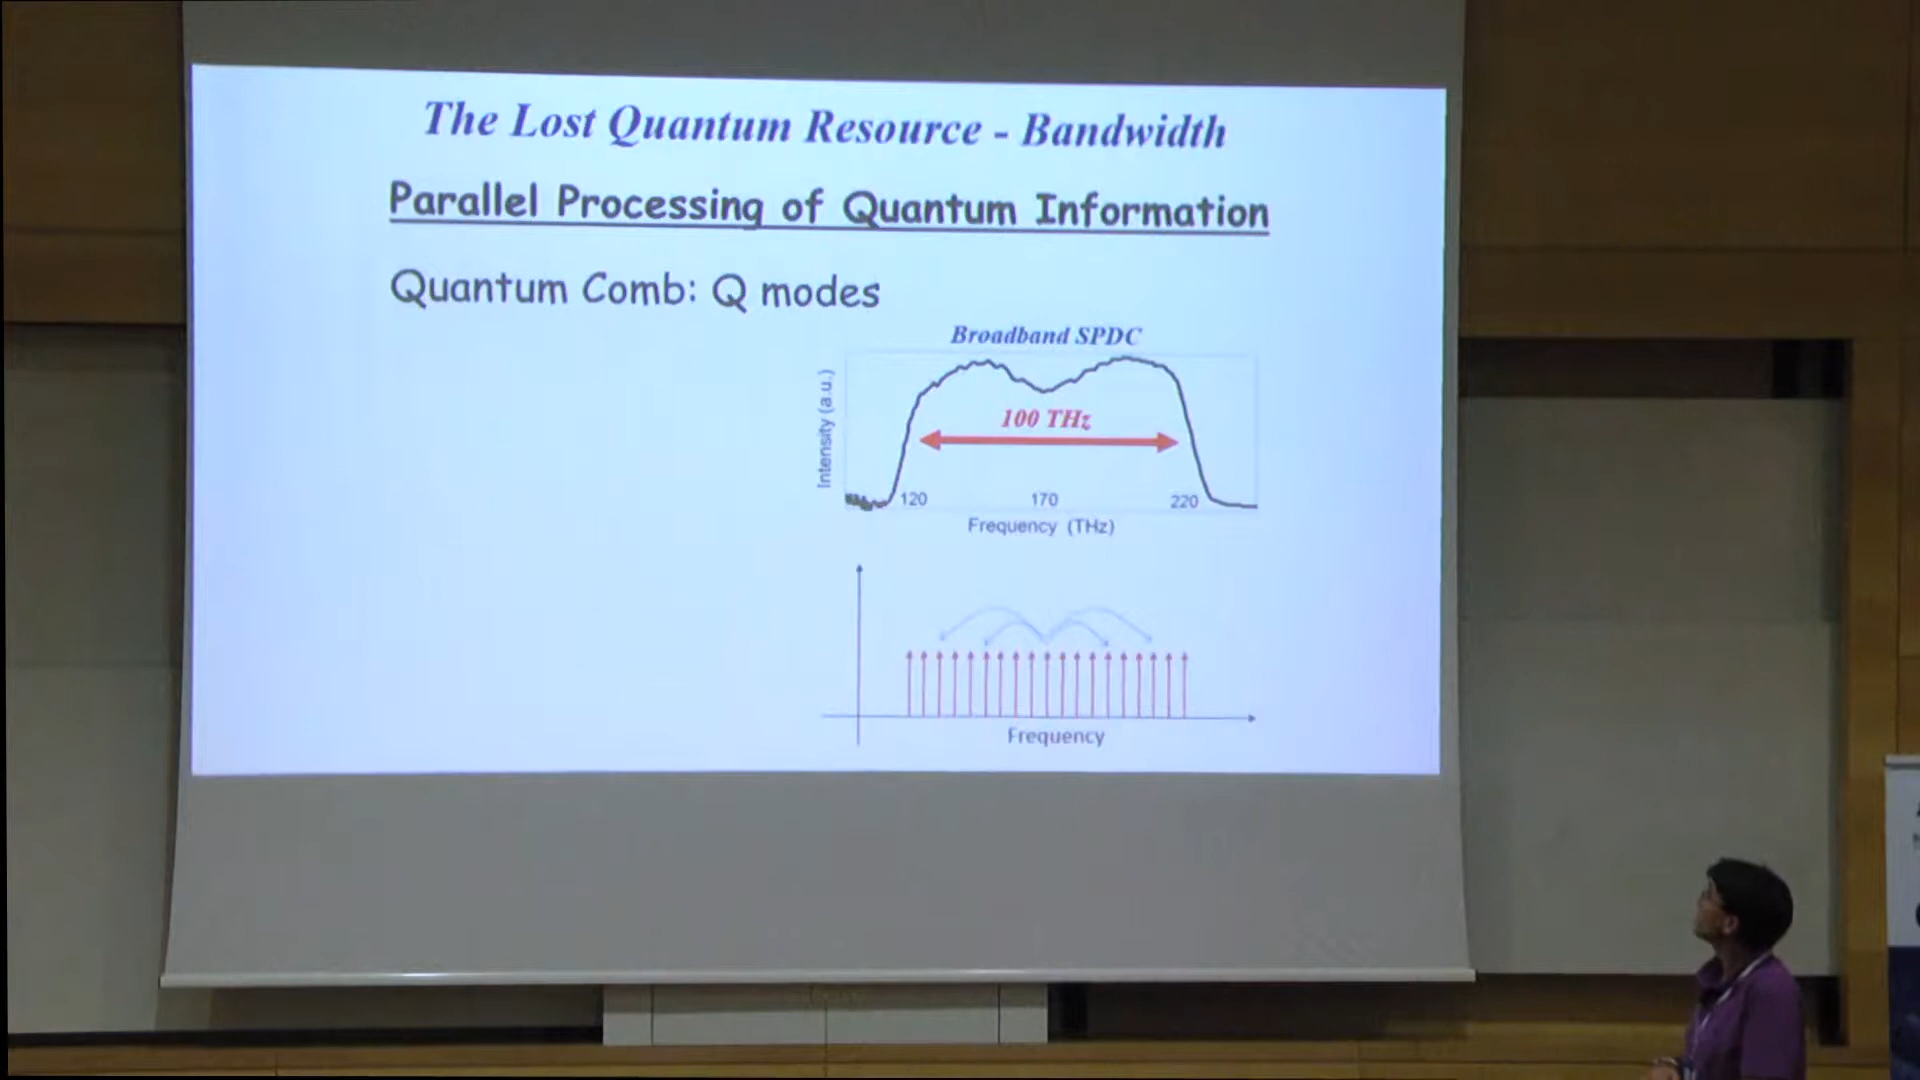 The Lost Quantum Resource - Bandwidth
Parallel Processing of Quantum Information
Quantum Comb: Q modes
Broadband SPDC
Intensity (a.u.)
100 THz
120 170 220
Frequency (THz)
Frequency